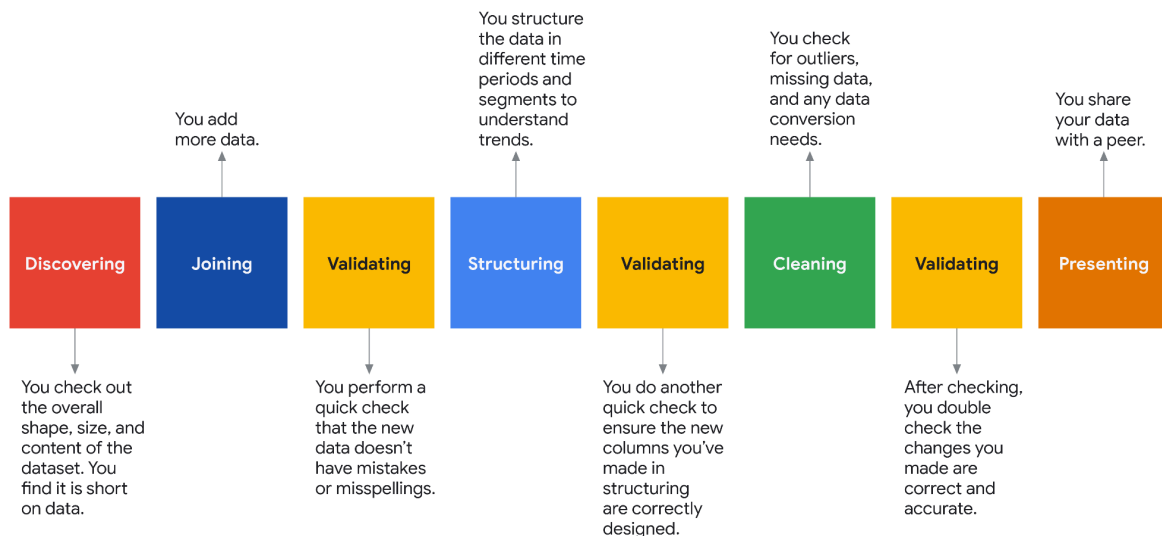 You structure
the data in
different time
periods and
segments to
understand
trends.
You check
for outliers,
missing data,
and any data
conversion
needs.
You add
more data.
You share
your data
with a peer.
Discovering
Joining
Validating
Structuring
Validating
Cleaning
Validating
Presenting
You check out
the overall
shape, size, and
content of the
dataset. You
find it is short
on data.
You perform a
quick check
that the new
data doesn't
have mistakes
or misspellings.
You do another
quick check to
ensure the new
columns you've
made in
structuring
are correctly
designed.
After checking,
you double
check the
changes you
made are
correct and
accurate.